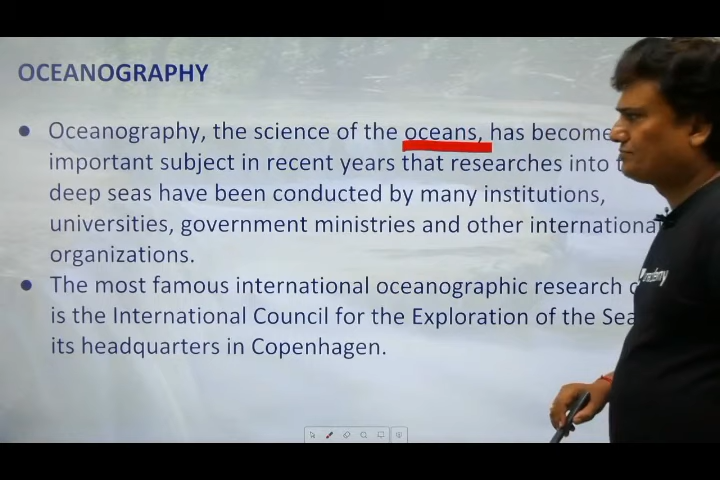 OCEANOGRAPHY
● Oceanography, the science of the oceans, has become
important subject in recent years that researches into
deep seas have been conducted by many institutions,
universities, government ministries and other international
organizations.
● The most famous international oceanographic research
is the International Council for the Exploration of the Sea
its headquarters in Copenhagen.